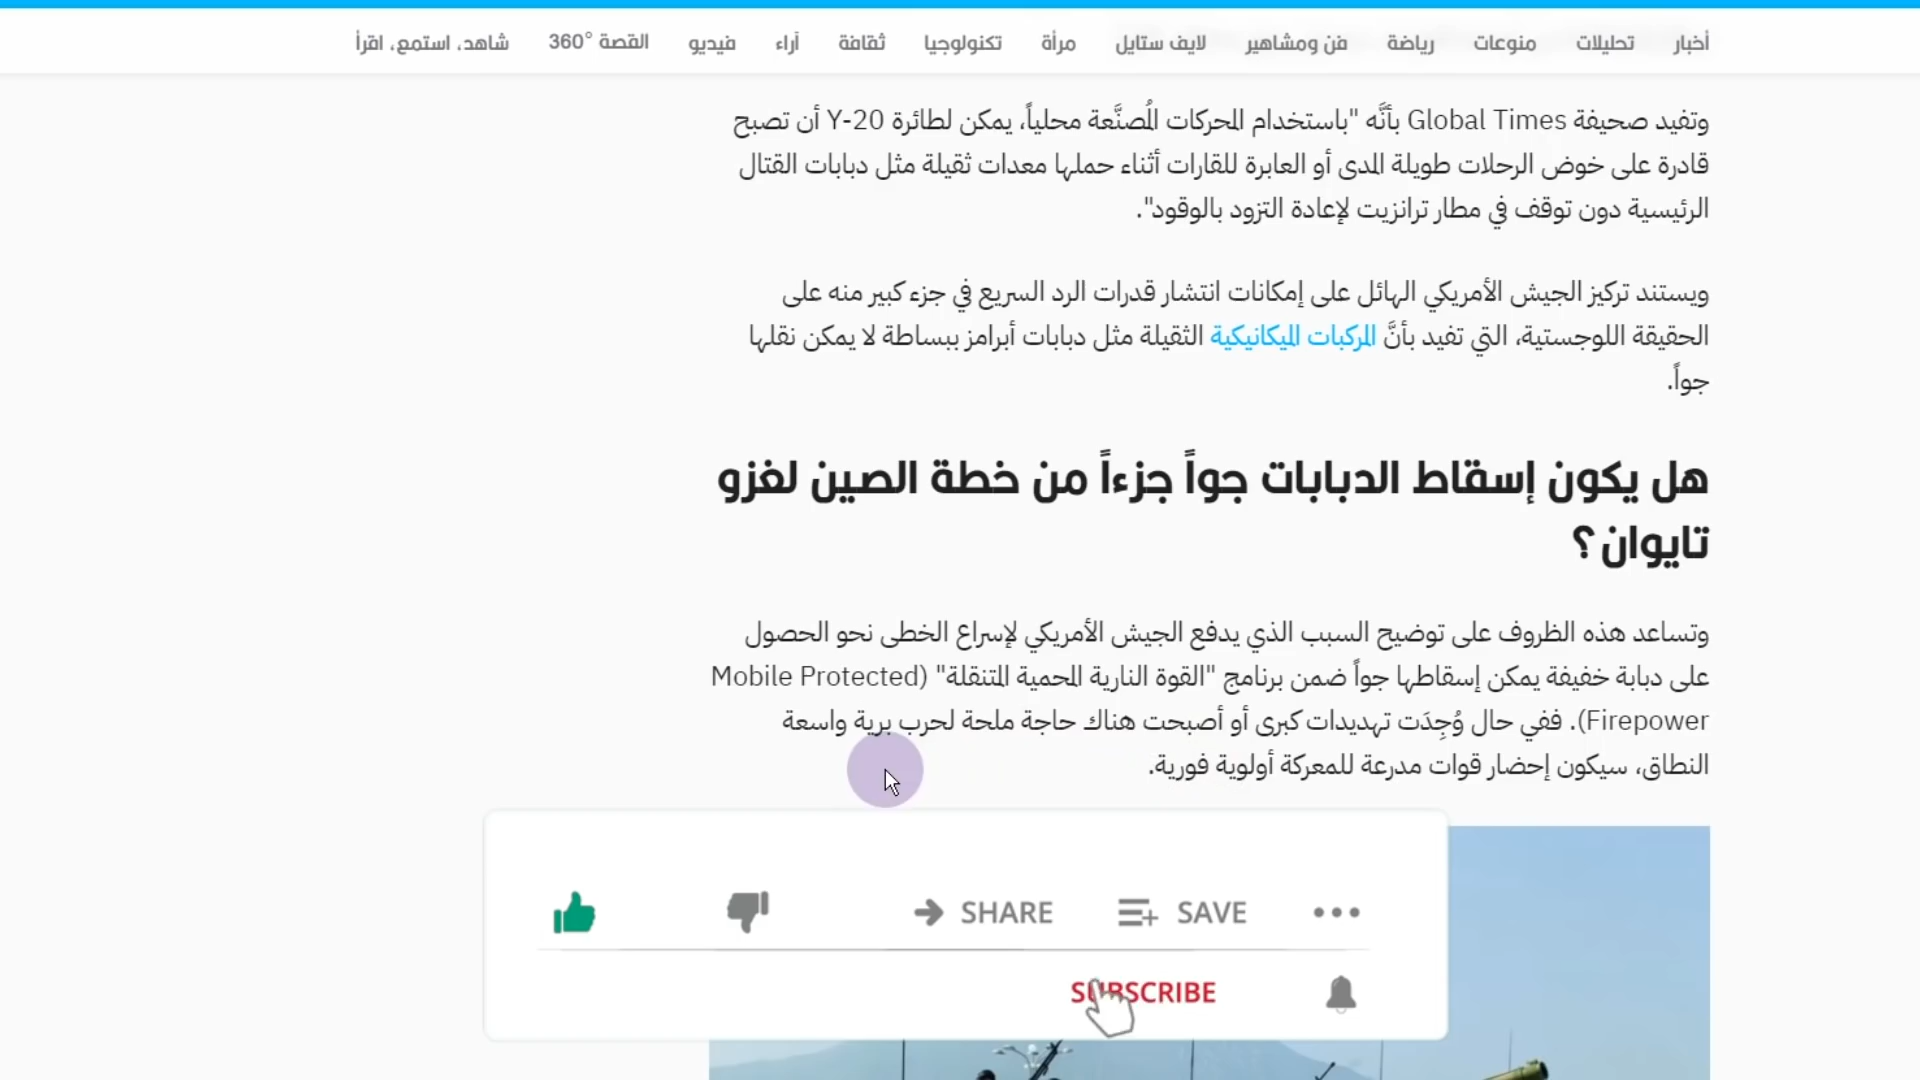 أخبار تحليلات منوعات رياضة فن ومشاهير لايف ستايل مرأة تكنولوجيا ثقافة آراء فيديو القصة 360° شاهد، استمع، اقرأ
وتفيد صحيفة Global Times بأنَّه "باستخدام المحركات المُصنَّعة محلياً، يمكن لطائرة Y-20 أن تصبح
قادرة على خوض الرحلات طويلة المدى أو العابرة للقارات أثناء حملها معدات ثقيلة مثل دبابات القتال
الرئيسية دون توقف في مطار ترانزيت لإعادة التزود بالوقود".
ويستند تركيز الجيش الأمريكي الهائل على إمكانات انتشار قدرات الرد السريع في جزء كبير منه على
الحقيقة اللوجستية، التي تفيد بأنَّ المركبات الميكانيكية الثقيلة مثل دبابات أبرامز ببساطة لا يمكن نقلها
جواً.
هل يكون إسقاط الدبابات جواً جزءاً من خطة الصين لغزو
تايوان؟
وتساعد هذه الظروف على توضيح السبب الذي يدفع الجيش الأمريكي لإسراع الخطى نحو الحصول
على دبابة خفيفة يمكن إسقاطها جواً ضمن برنامج "القوة النارية المحمية المتنقلة" (Mobile Protected
Firepower). ففي حال وُجِدَت تهديدات كبرى أو أصبحت هناك حاجة ملحة لحرب برية واسعة
النطاق، سيكون إحضار قوات مدرعة للمعركة أولوية فورية.
SHARE SAVE
SUBSCRIBE